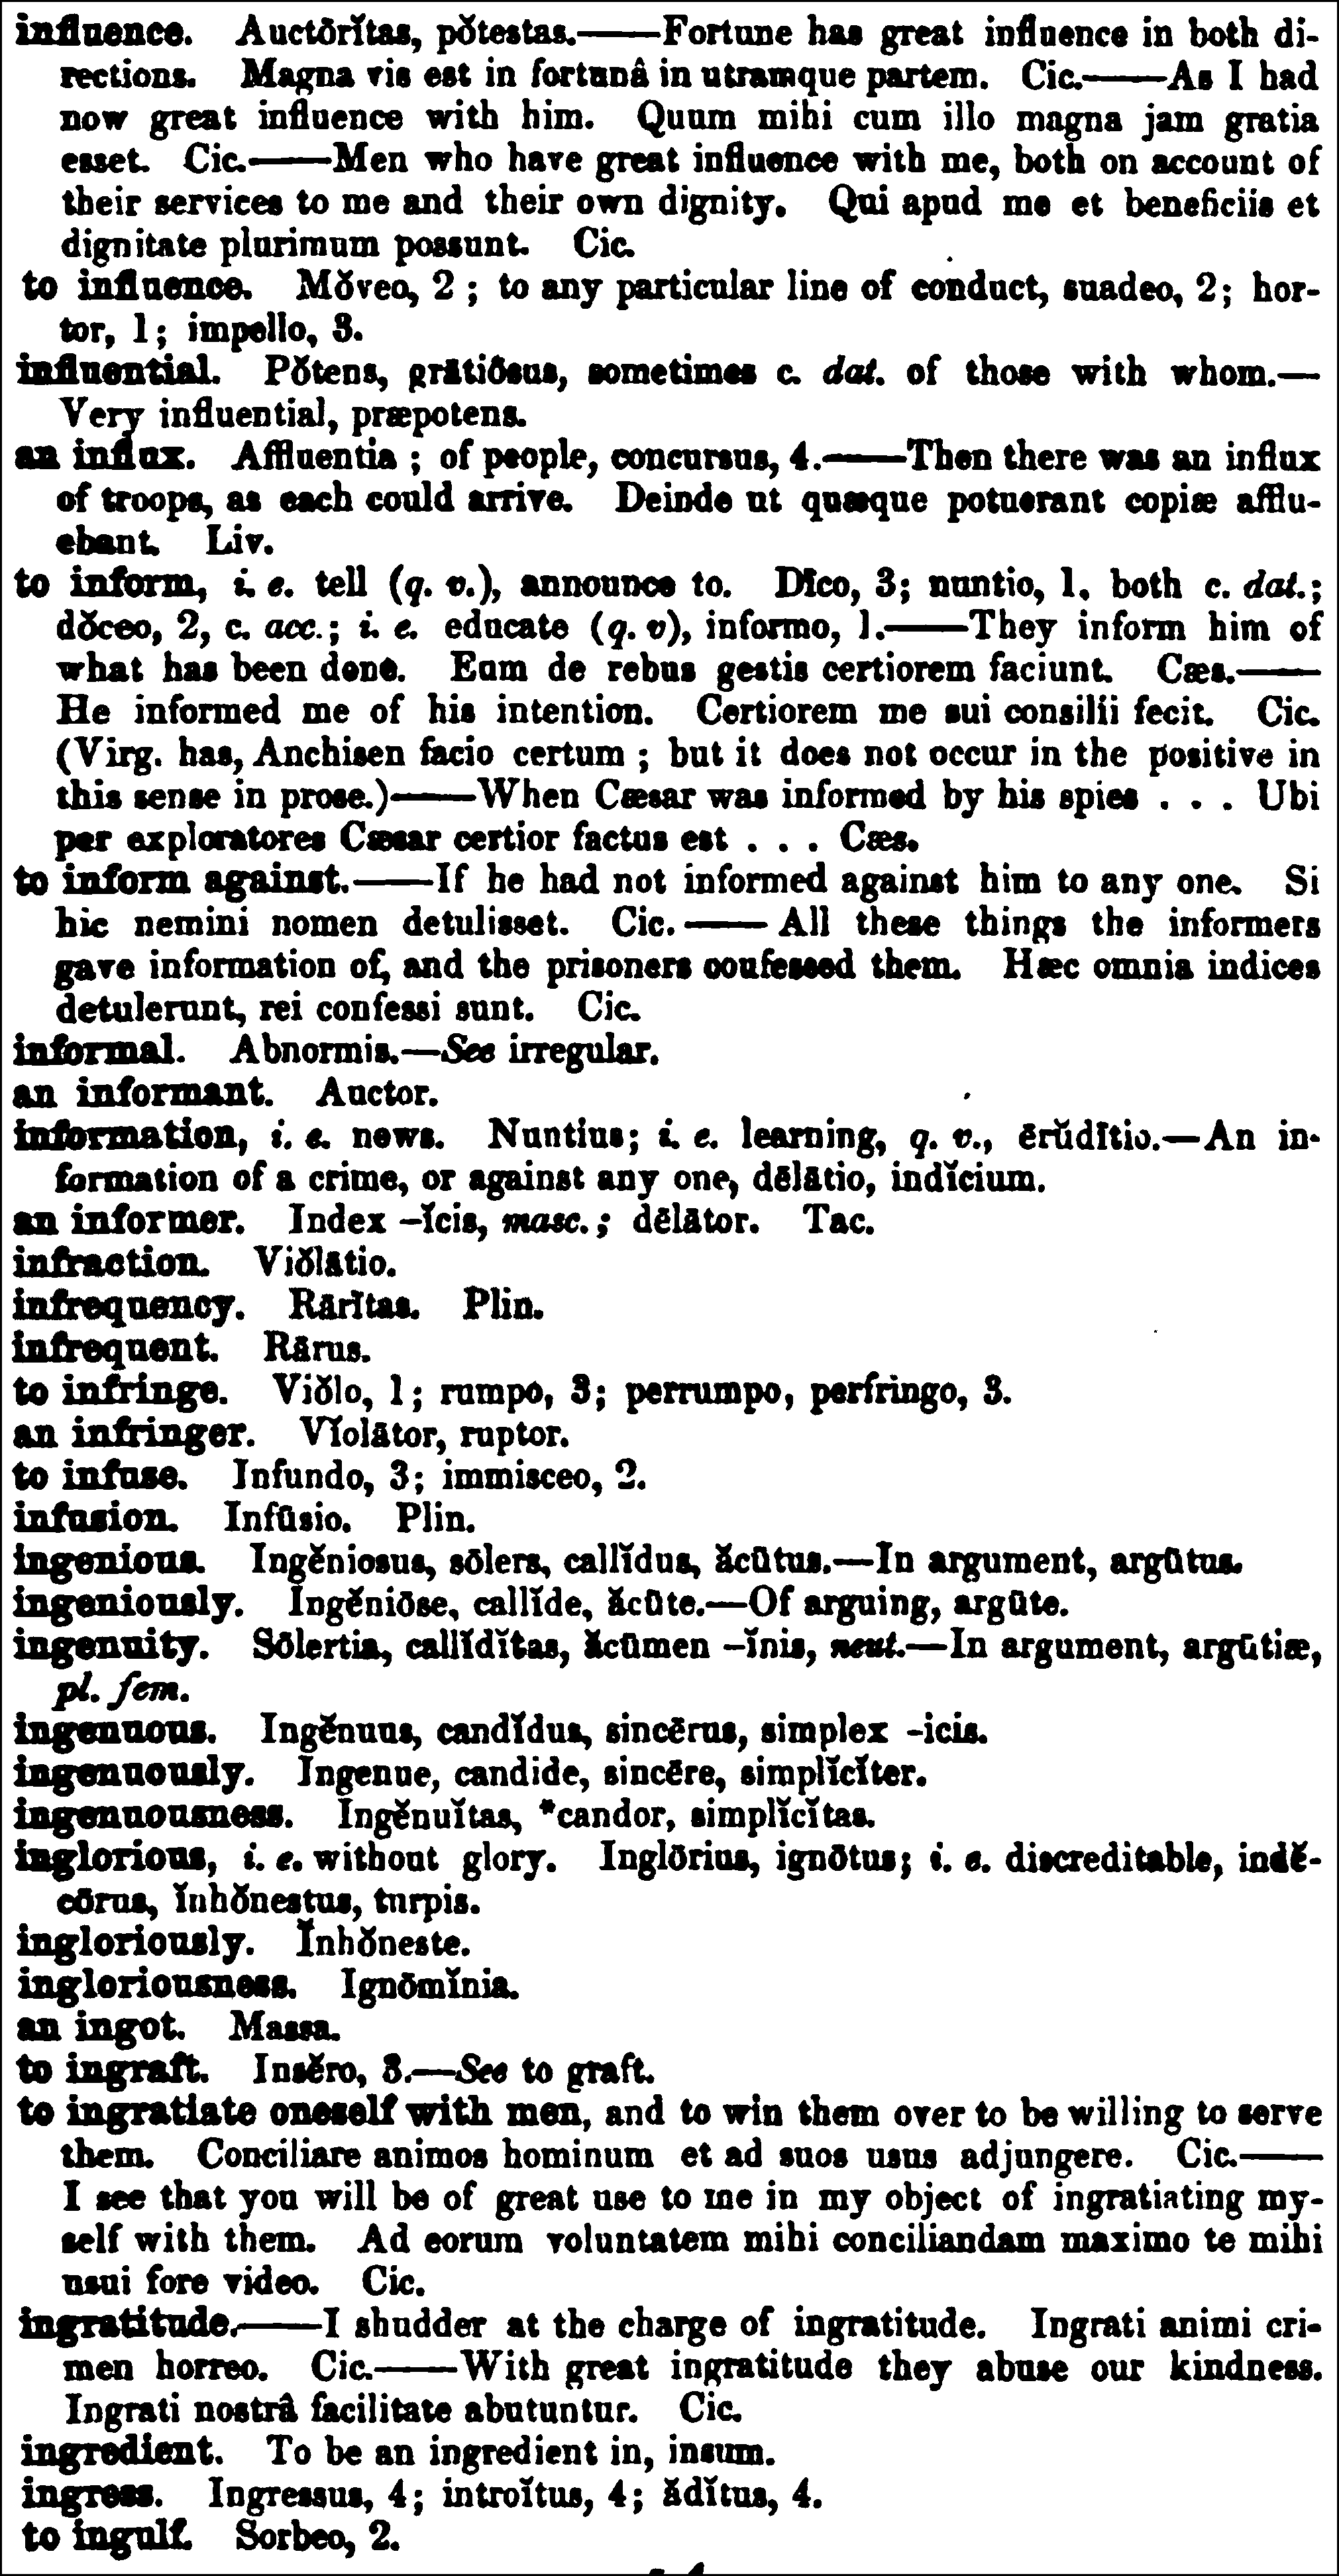 influence. Auctōrĭtas, pŏtestas.——Fortune has great influence in both di-
rections. Magna vis est in fortunâ in utramque partem. Cic.——As I had
now great influence with him. Quum mihi cum illo magna jam gratia
esset. Cic.——Men who have great influence with me, both on account of
their services to me and their own dignity. Qui apud me et beneficiis et
dignitate plurimum possunt. Cic.
to influence. Mŏveo, 2; to any particular line of conduct, suadeo, 2; hor-
tor, 1; impello, 3.
influential. Pŏtens, grātiōsus, sometimes c. dat. of those with whom.—
Very influential, præpotens.
an influx. Affluentia; of people, concursus, 4.——Then there was an influx
of troops, as each could arrive. Deinde ut quæque potuerant copiæ afflu-
ebant. Liv.
to inform, i. e. tell (q. v.), announce to. Dīco, 3; nuntio, 1, both c. dat.;
dŏceo, 2, c. acc.; i. e. educate (q. v), informo, 1.——They inform him of
what has been done. Eum de rebus gestis certiorem faciunt. Cæs.——
He informed me of his intention. Certiorem me sui consilii fecit. Cic.
(Virg. has, Anchisen facio certum; but it does not occur in the positive in
this sense in prose.)——When Cæsar was informed by his spies . . . Ubi
per exploratores Cæsar certior factus est . . . Cæs.
to inform against.——If he had not informed against him to any one. Si
hic nemini nomen detulisset. Cic.——All these things the informers
gave information of, and the prisoners confessed them. Hæc omnia indices
detulerunt, rei confessi sunt. Cic.
informal. Abnormis.—See irregular.
an informant. Auctor.
information, i. e. news. Nuntius; i. e. learning, q. v., ērŭdītio.—An in-
formation of a crime, or against any one, dēlātio, indĭcium.
an informer. Index -ĭcis, masc.; dēlātor. Tac.
infraction. Viŏlātio.
infrequency. Rārĭtas. Plin.
infrequent. Rārus.
to infringe. Viŏlo, 1; rumpo, 3; perrumpo, perfringo, 3.
an infringer. Vĭolātor, ruptor.
to infuse. Infundo, 3; immisceo, 2.
infusion. Infūsio. Plin.
ingenious. Ingĕniosus, sōlers, callĭdus, ăcūtus.—In argument, argūtus.
ingeniously. Ingĕniōse, callĭde, ăcūte.—Of arguing, argūte.
ingenuity. Sōlertia, callĭdĭtas, ăcūmen -ĭnis, neut.—In argument, argūtiæ,
pl. fem.
ingenuous. Ingĕnuus, candĭdus, sincērus, simplex -icis.
ingenuously. Ingenue, candide, sincēre, simplĭcĭter.
ingenuousness. Ingĕnuĭtas, *candor, simplĭcĭtas.
inglorious, i. e. without glory. Inglōrius, ignōtus; i. e. discreditable, indĕ-
cōrus, ĭnhŏnestus, turpis.
ingloriously. Ĭnhŏneste.
ingloriousness. Ignōmĭnia.
an ingot. Massa.
to ingraft. Insĕro, 3.—See to graft.
to ingratiate oneself with men, and to win them over to be willing to serve
them. Conciliare animos hominum et ad suos usus adjungere. Cic.——
I see that you will be of great use to me in my object of ingratiating my-
self with them. Ad eorum voluntatem mihi conciliandam maximo te mihi
usui fore video. Cic.
ingratitude.——I shudder at the charge of ingratitude. Ingrati animi cri-
men horreo. Cic.——With great ingratitude they abuse our kindness.
Ingrati nostrâ facilitate abutuntur. Cic.
ingredient. To be an ingredient in, insum.
ingress. Ingressus, 4; introĭtus, 4; ădĭtus, 4.
to ingulf. Sorbeo, 2.